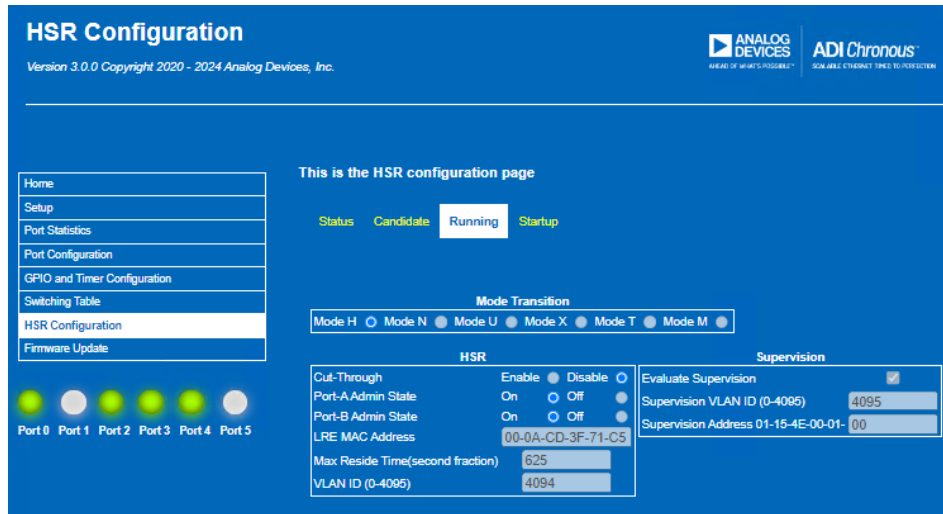 HSR Configuration
Version 3.0.0 Copyright 2020 - 2024 Analog Devices, Inc.
ANALOG
DEVICES
AHEAD OF WHAT'S POSSIBLE™
ADI Chronous™
SCALABLE ETHERNET TIMED TO PERFECTION
Home
Setup
Port Statistics
Port Configuration
GPIO and Timer Configuration
Switching Table
HSR Configuration
Firmware Update
Port 0 Port 1 Port 2 Port 3 Port 4 Port 5
This is the HSR configuration page
Status Candidate Running Startup
Mode Transition
Mode H Mode N Mode U Mode X Mode T Mode M
HSR
Cut-Through Enable Disable
Port-A Admin State On Off
Port-B Admin State On Off
LRE MAC Address 00-0A-CD-3F-71-C5
Max Reside Time(second fraction) 625
VLAN ID (0-4095) 4094
Supervision
Evaluate Supervision
Supervision VLAN ID (0-4095) 4095
Supervision Address 01-15-4E-00-01- 00